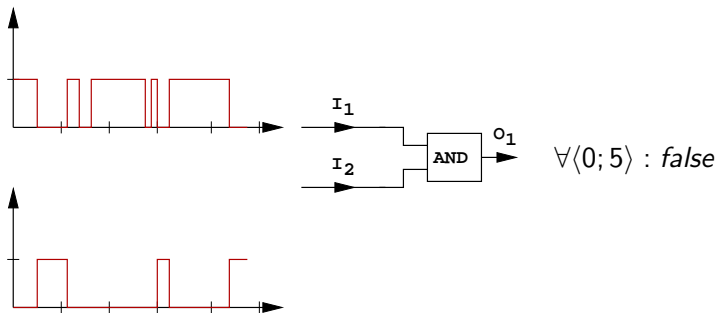 I₁
I₂
AND
O₁
∀⟨0; 5⟩ : false